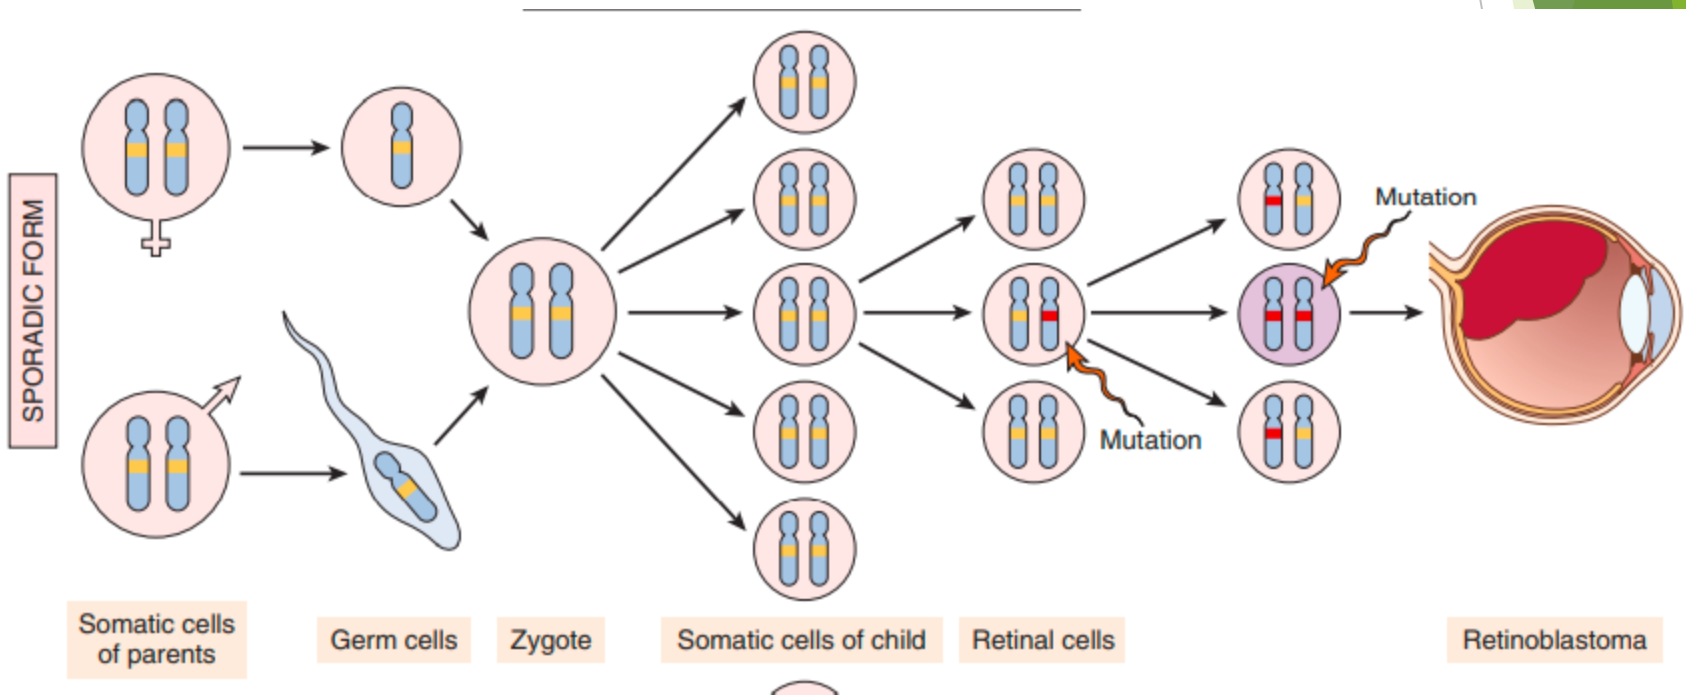 SPORADIC FORM
Mutation
Mutation
Somatic cells
of parents
Germ cells
Zygote
Somatic cells of child
Retinal cells
Retinoblastoma